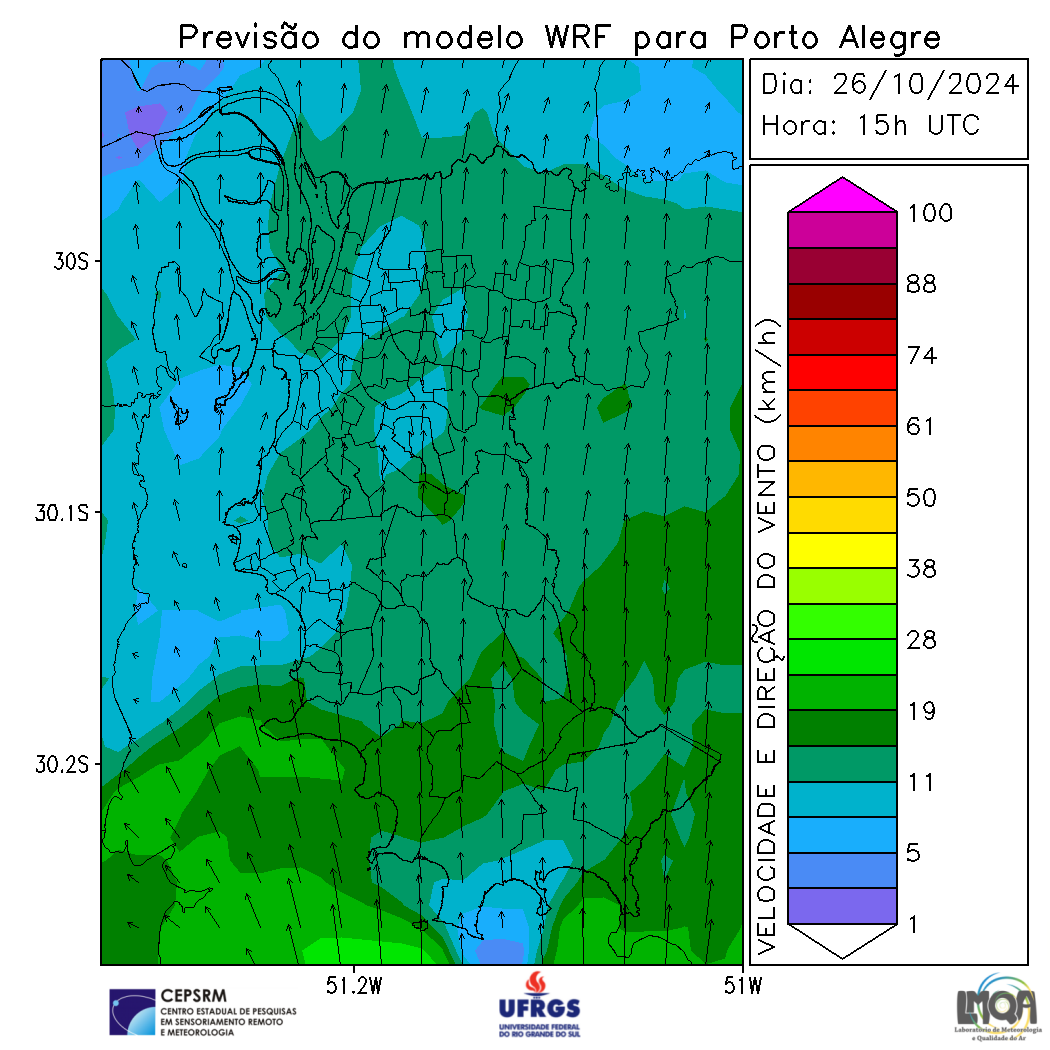 Previsão do modelo WRF para Porto Alegre
Dia: 26/10/2024
Hora: 15h UTC
30S
30.1S
30.2S
51.2W
51W
VELOCIDADE E DIREÇÃO DO VENTO (km/h)
100
88
74
61
50
38
28
19
11
5
1
CEPSRM
CENTRO ESTADUAL DE PESQUISAS
EM SENSORIAMENTO REMOTO
E METEOROLOGIA
UFRGS
UNIVERSIDADE FEDERAL
DO RIO GRANDE DO SUL
LMQA
Laboratório de Meteorologia
e Qualidade do Ar